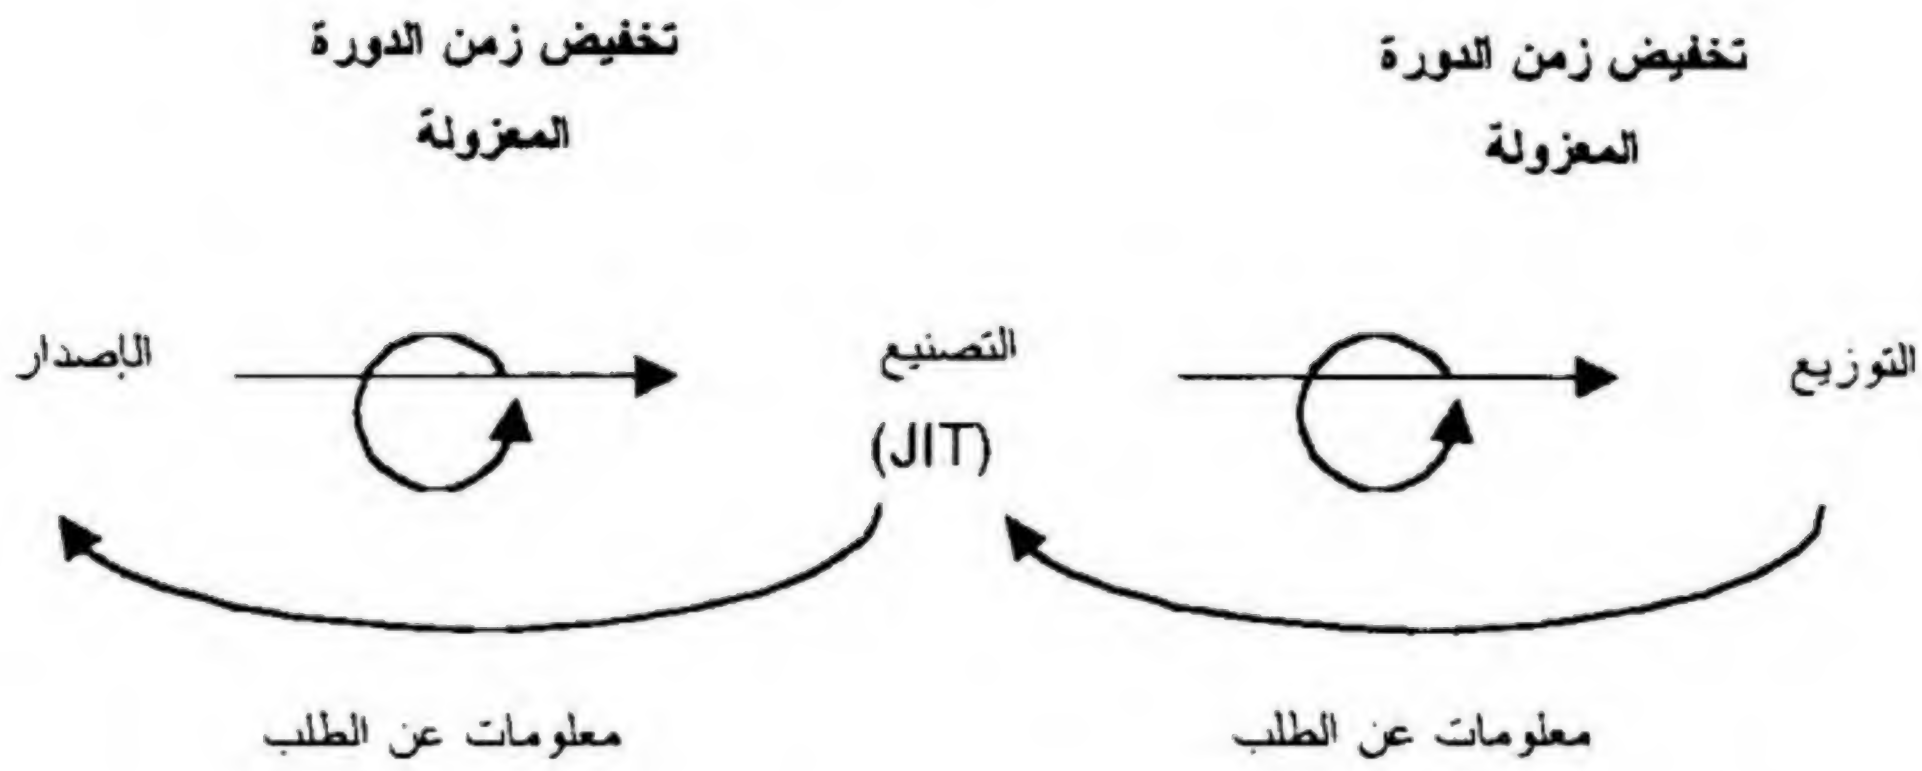 تخفيض زمن الدورة
المعزولة
تخفيض زمن الدورة
المعزولة
الإصدار
التصنيع
(JIT)
التوزيع
معلومات عن الطلب
معلومات عن الطلب